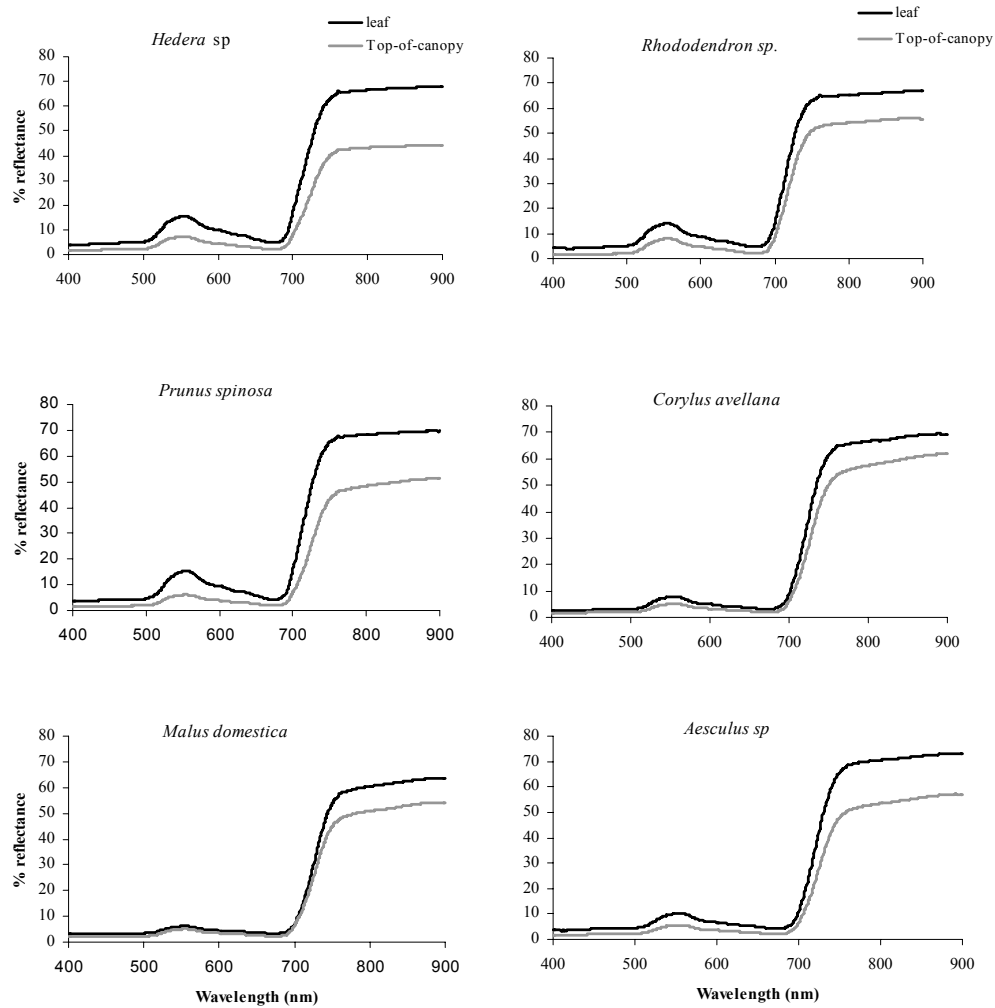 leaf
Top-of-canopy
Hedera sp
80
70
60
50
40
30
20
10
0
% reflectance
400 500 600 700 800 900
leaf
Top-of-canopy
Rhododendron sp.
80
70
60
50
40
30
20
10
0
400 500 600 700 800 900
Prunus spinosa
80
70
60
50
40
30
20
10
0
% reflectance
400 500 600 700 800 900
Corylus avellana
80
70
60
50
40
30
20
10
0
400 500 600 700 800 900
Malus domestica
80
70
60
50
40
30
20
10
0
% reflectance
400 500 600 700 800 900
Wavelength (nm)
Aesculus sp
80
70
60
50
40
30
20
10
0
400 500 600 700 800 900
Wavelength (nm)